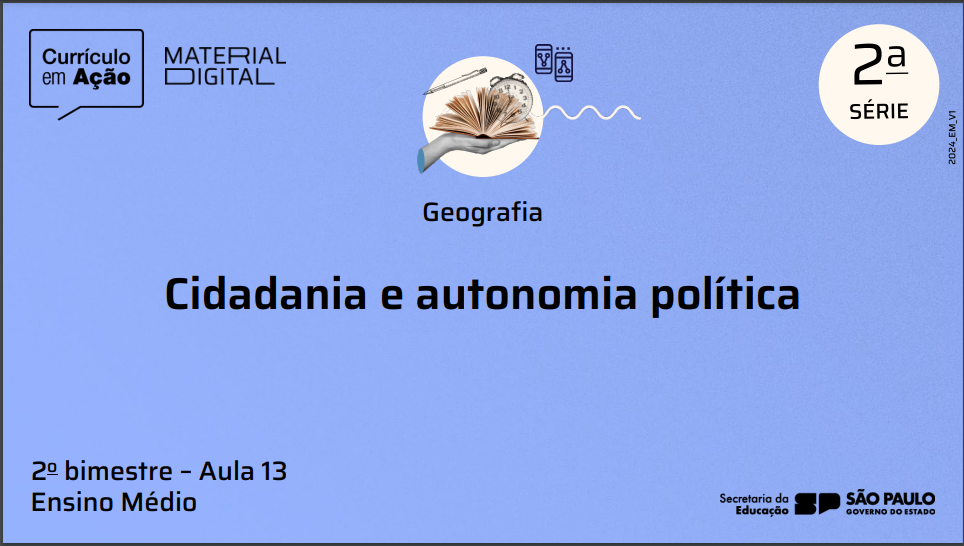 Currículo
em Ação
MATERIAL
DIGITAL
2ª
SÉRIE
2024_EM_V1
Geografia
Cidadania e autonomia política
2º bimestre – Aula 13
Ensino Médio
Secretaria da
Educação
SP
SÃO PAULO
GOVERNO DO ESTADO